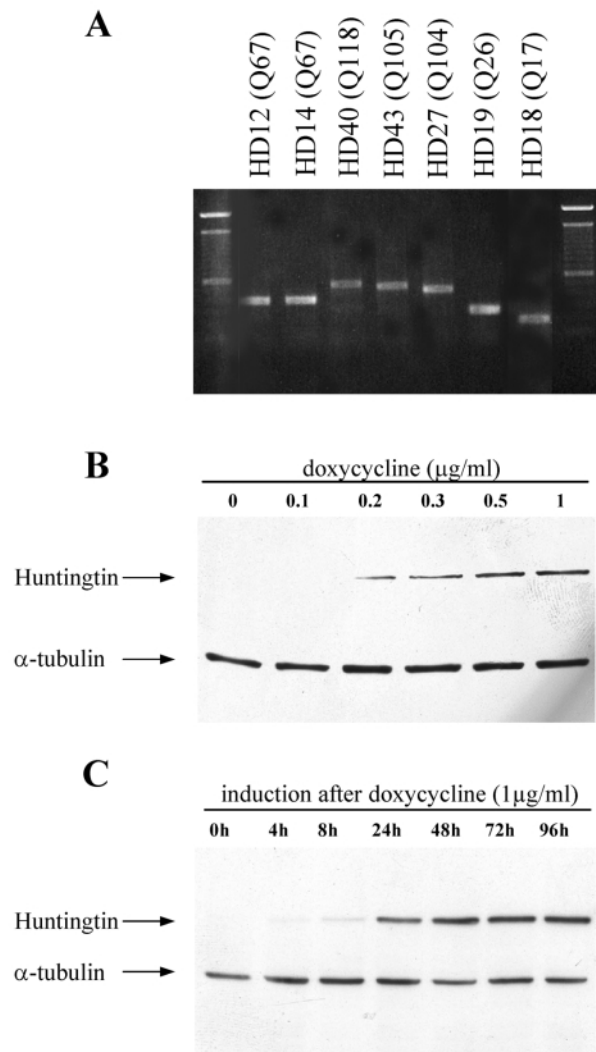 A
HD12 (Q67)
HD14 (Q67)
HD40 (Q118)
HD43 (Q105)
HD27 (Q104)
HD19 (Q26)
HD18 (Q17)
B
doxycycline (µg/ml)
0 0.1 0.2 0.3 0.5 1
Huntingtin
α-tubulin
C
induction after doxycycline (1µg/ml)
0h 4h 8h 24h 48h 72h 96h
Huntingtin
α-tubulin